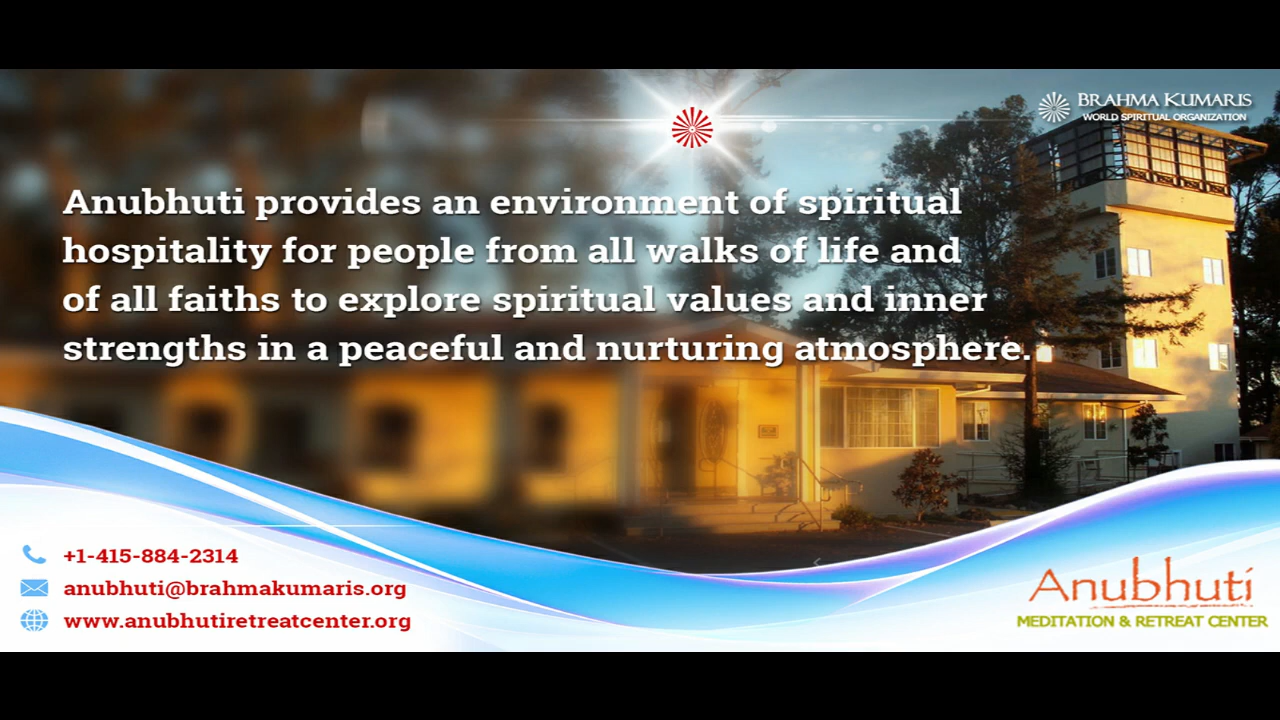 BRAHMA KUMARIS
WORLD SPIRITUAL ORGANIZATION
Anubhuti provides an environment of spiritual
hospitality for people from all walks of life and
of all faiths to explore spiritual values and inner
strengths in a peaceful and nurturing atmosphere.
+1-415-884-2314
anubhuti@brahmakumaris.org
www.anubhutiretreatcenter.org
Anubhuti
MEDITATION & RETREAT CENTER